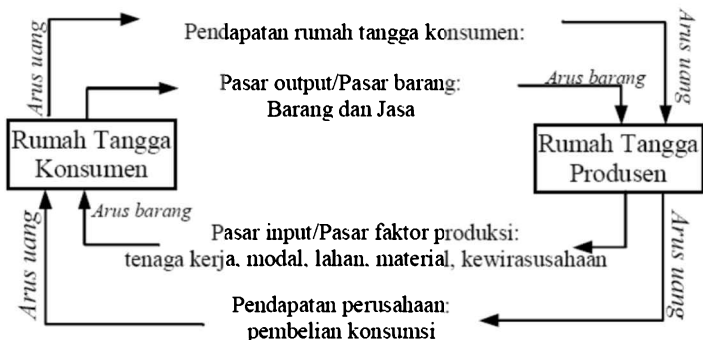 Pendapatan rumah tangga konsumen:
Arus uang
Arus uang
Pasar output/Pasar barang:
Barang dan Jasa
Arus barang
Rumah Tangga
Konsumen
Rumah Tangga
Produsen
Arus barang
Pasar input/Pasar faktor produksi:
tenaga kerja, modal, lahan, material, kewirasusahaan
Arus uang
Arus uang
Pendapatan perusahaan:
pembelian konsumsi